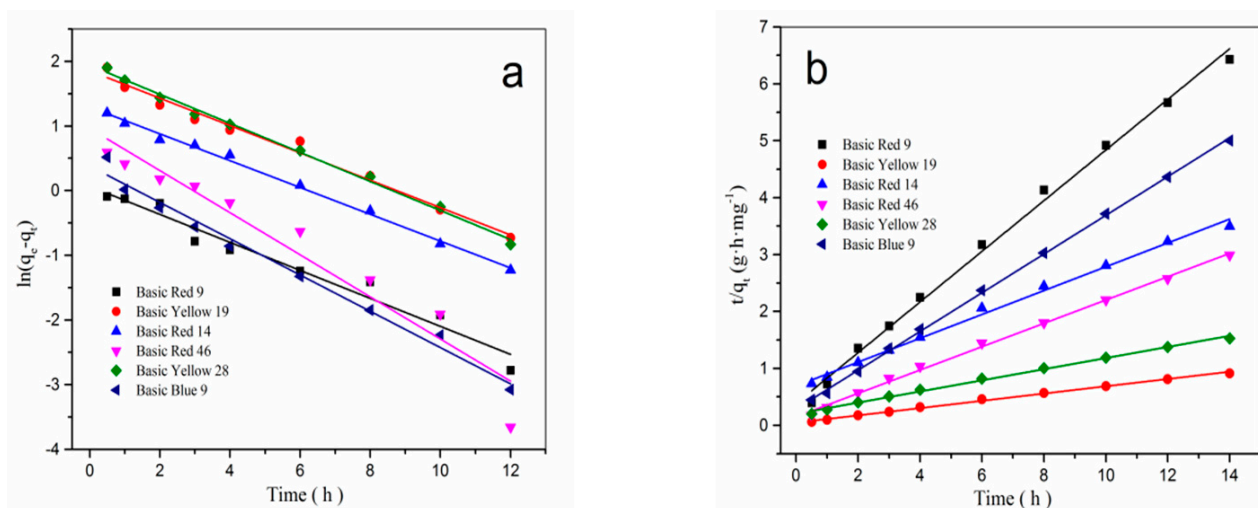 a
2
1
0
-1
-2
-3
-4
ln(qe-qt)
Basic Red 9
Basic Yellow 19
Basic Red 14
Basic Red 46
Basic Yellow 28
Basic Blue 9
0 2 4 6 8 10 12
Time ( h )
b
7
6
5
4
3
2
1
0
t/qt (g·h·mg-1)
Basic Red 9
Basic Yellow 19
Basic Red 14
Basic Red 46
Basic Yellow 28
Basic Blue 9
0 2 4 6 8 10 12 14
Time ( h )